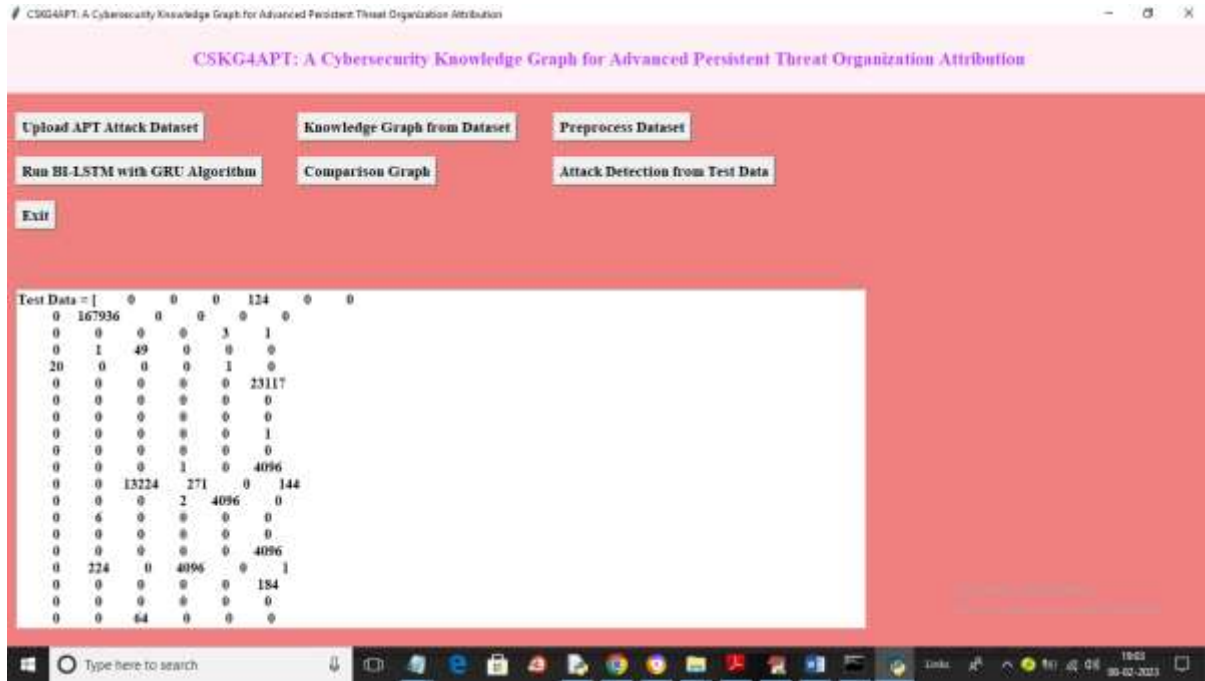 CSKG4APT: A Cybersecurity Knowledge Graph for Advanced Persistent Threat Organization Attribution
CSKG4APT: A Cybersecurity Knowledge Graph for Advanced Persistent Threat Organization Attribution
Upload APT Attack Dataset Knowledge Graph from Dataset Preprocess Dataset
Run BI-LSTM with GRU Algorithm Comparison Graph Attack Detection from Test Data
Exit
Test Data = [ 0 0 0 124 0 0
0 167936 0 0 0 0
0 0 0 0 3 1
0 1 49 0 0 0
20 0 0 0 1 0
0 0 0 0 0 23117
0 0 0 0 0 0
0 0 0 0 0 0
0 0 0 0 0 1
0 0 0 0 0 0
0 0 0 1 0 4096
0 0 13224 271 0 144
0 0 0 2 4096 0
0 6 0 0 0 0
0 0 0 0 0 0
0 0 0 0 0 4096
0 224 0 4096 0 1
0 0 0 0 0 184
0 0 0 0 0 0
0 0 64 0 0 0
Type here to search Links 19:03
-02-2023